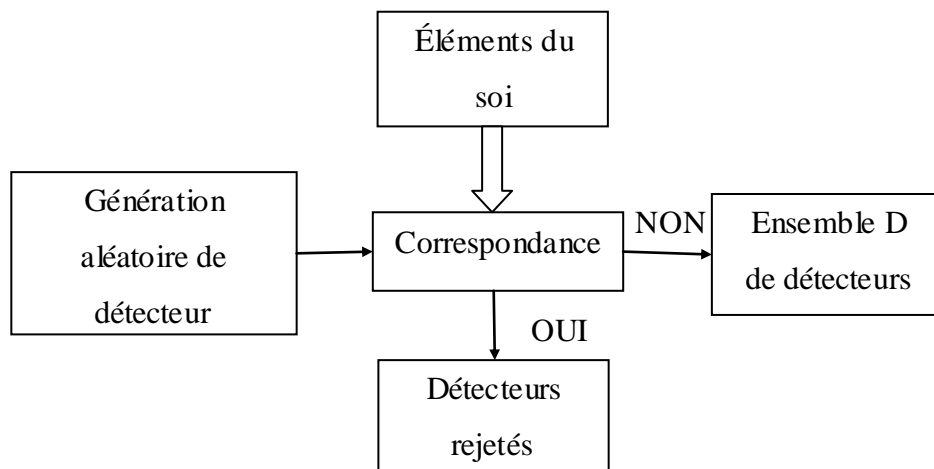 Éléments du
soi
Génération
aléatoire de
détecteur
Correspondance
NON
Ensemble D
de détecteurs
OUI
Détecteurs
rejetés